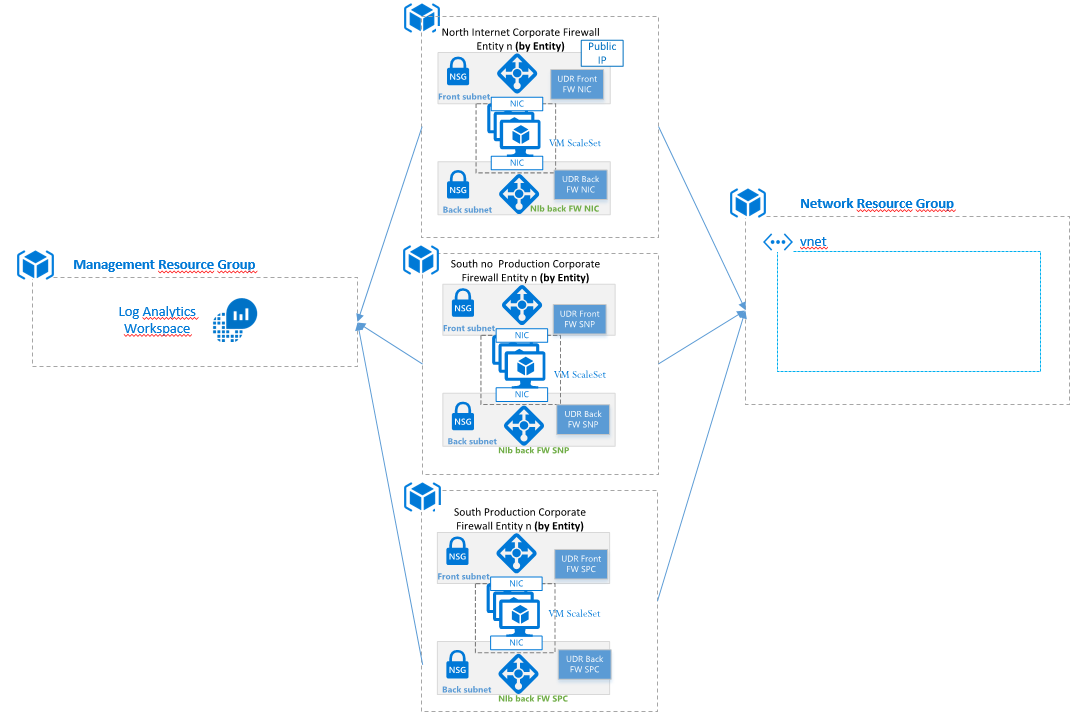 North Internet Corporate Firewall
Entity n (by Entity)
Public
IP
NSG
UDR Front
FW NIC
Front subnet
NIC
VM ScaleSet
NIC
NSG
UDR Back
FW NIC
Back subnet
Nlb back FW NIC
Network Resource Group
vnet
Management Resource Group
Log Analytics
Workspace
South no Production Corporate
Firewall Entity n (by Entity)
NSG
UDR Front
FW SNP
Front subnet
NIC
VM ScaleSet
NIC
NSG
UDR Back
FW SNP
Back subnet
Nlb back FW SNP
South Production Corporate
Firewall Entity n (by Entity)
NSG
UDR Front
FW SPC
Front subnet
NIC
VM ScaleSet
NIC
NSG
UDR Back
FW SPC
Back subnet
Nlb back FW SPC